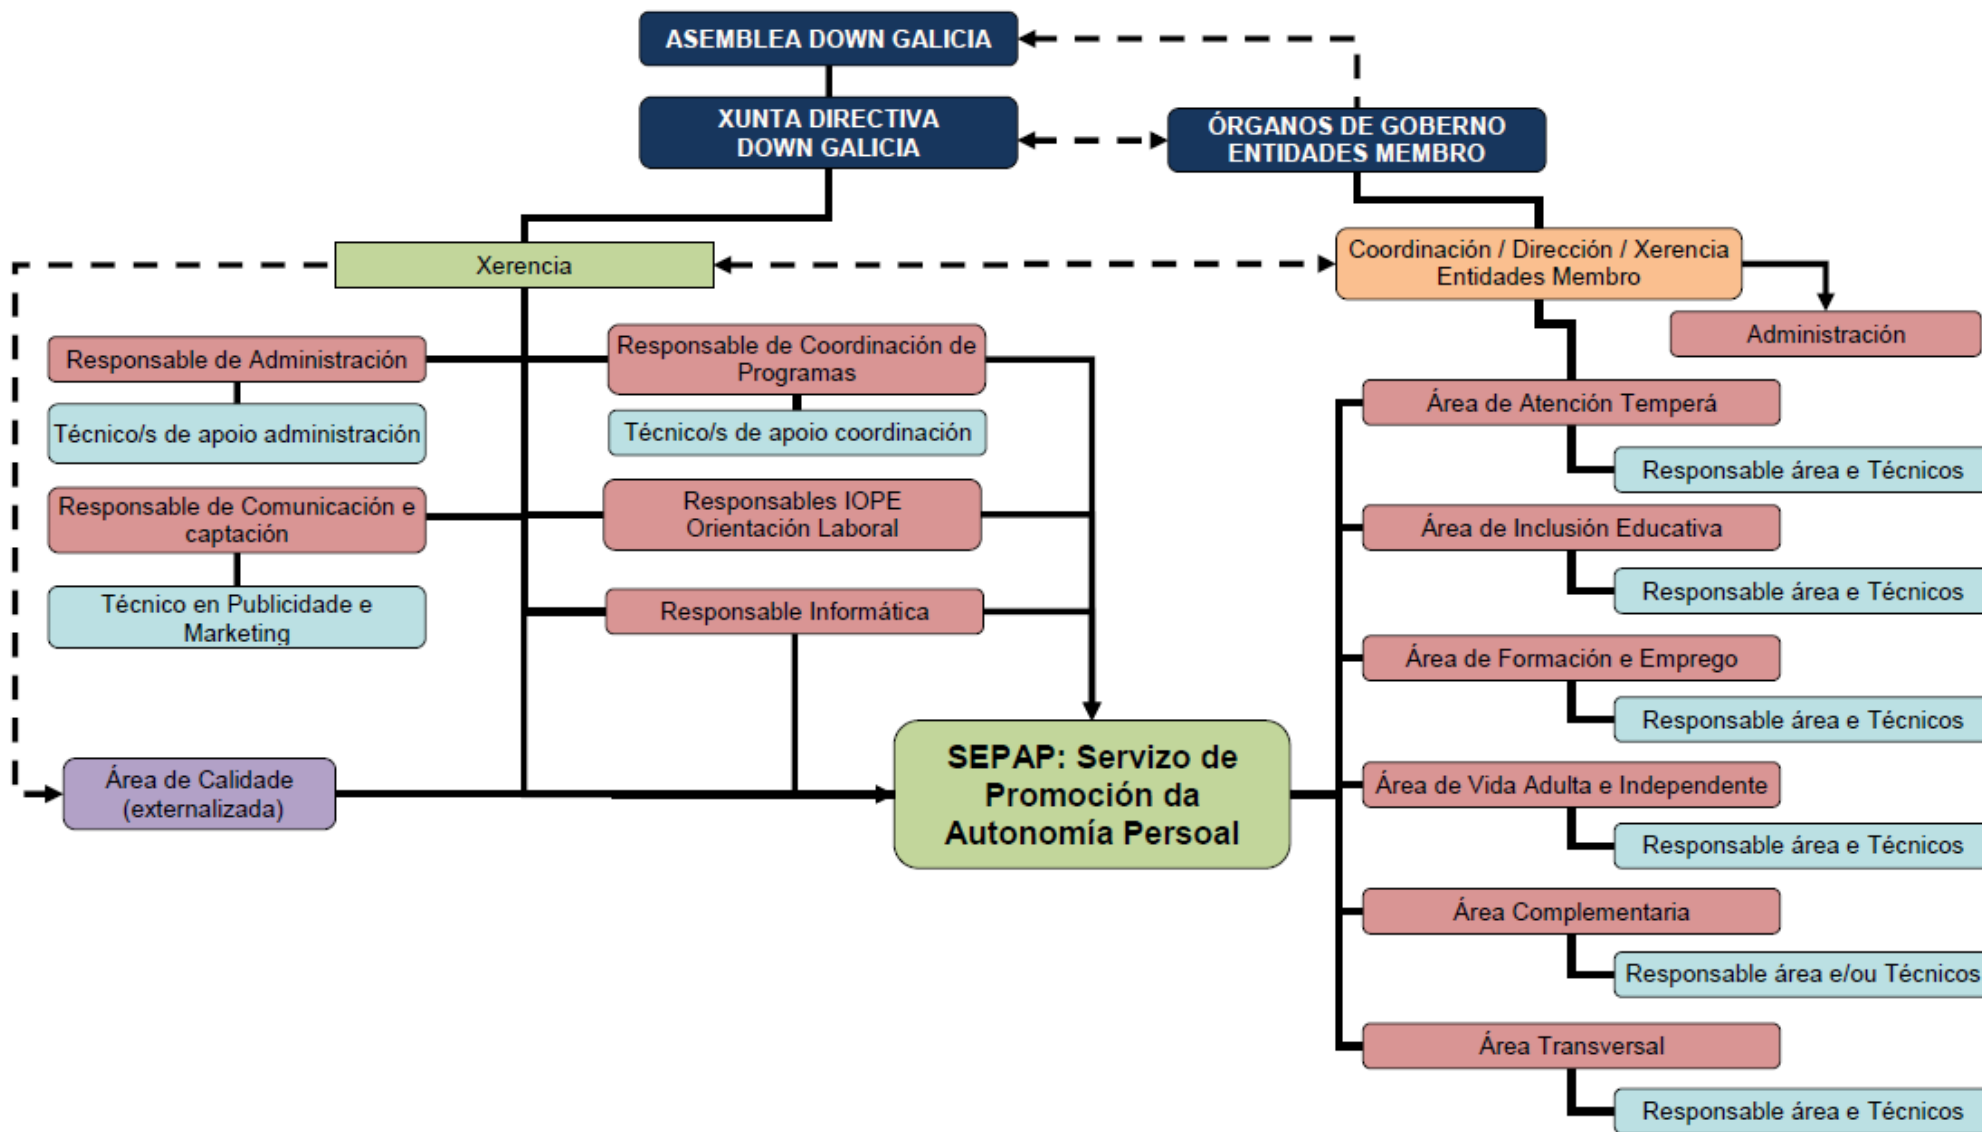 ASEMBLEA DOWN GALICIA
XUNTA DIRECTIVA
DOWN GALICIA
ÓRGANOS DE GOBERNO
ENTIDADES MEMBRO
Xerencia
Coordinación / Dirección / Xerencia
Entidades Membro
Administración
Responsable de Administración
Técnico/s de apoio administración
Responsable de Comunicación e
captación
Técnico en Publicidade e
Marketing
Responsable de Coordinación de
Programas
Técnico/s de apoio coordinación
Responsables IOPE
Orientación Laboral
Responsable Informática
Área de Calidade
(externalizada)
SEPAP: Servizo de
Promoción da
Autonomía Persoal
Área de Atención Temperá
Responsable área e Técnicos
Área de Inclusión Educativa
Responsable área e Técnicos
Área de Formación e Emprego
Responsable área e Técnicos
Área de Vida Adulta e Independente
Responsable área e Técnicos
Área Complementaria
Responsable área e/ou Técnicos
Área Transversal
Responsable área e Técnicos